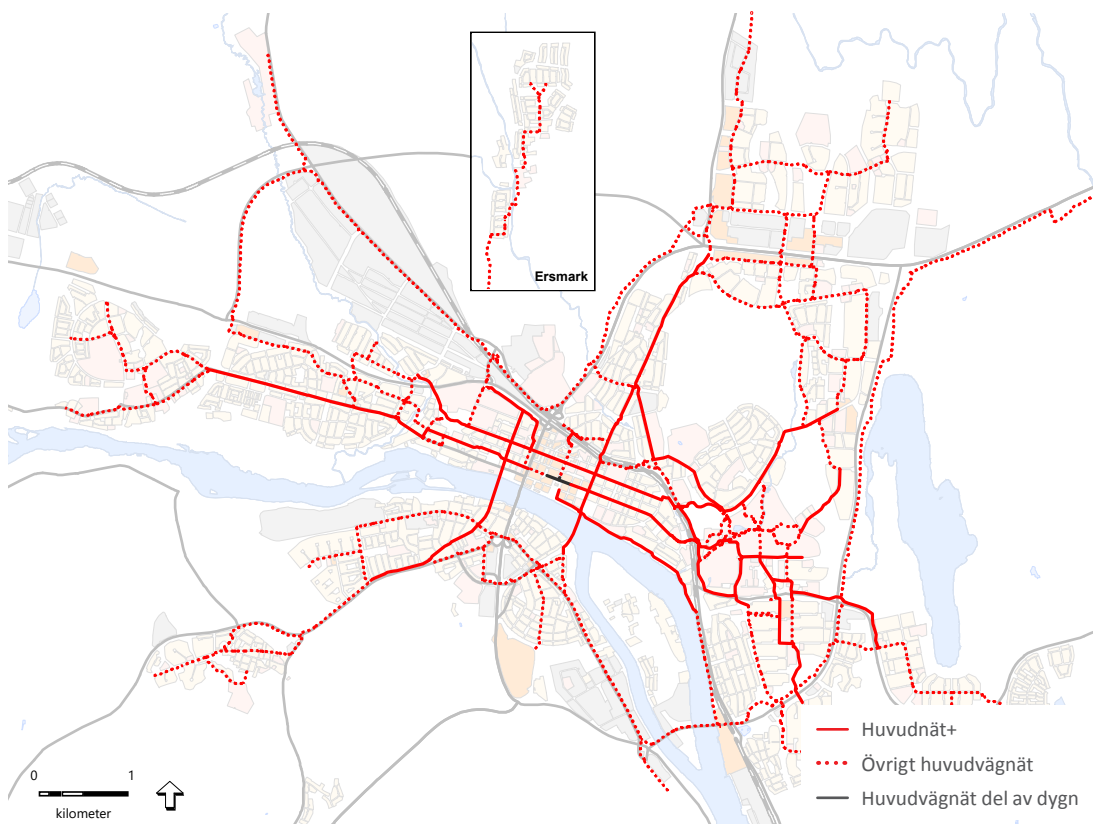 Ersmark
Huvudnät+
Övrigt huvudvägnät
Huvudvägnät del av dygn
0 1
kilometer